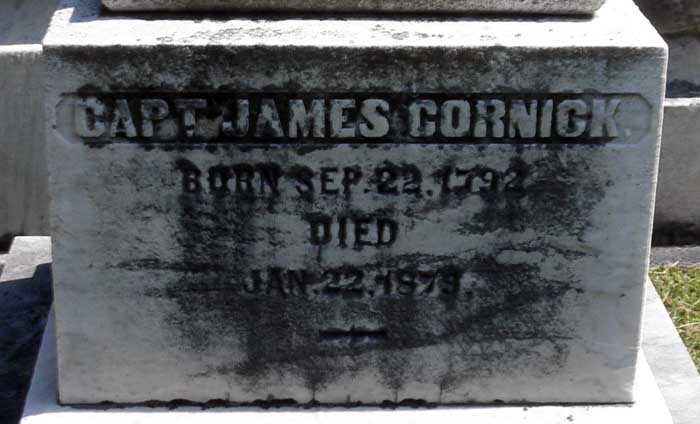 CAPT JAMES CORNICK.
BORN SEP. 22, 1792
DIED
JAN. 22, 1879.